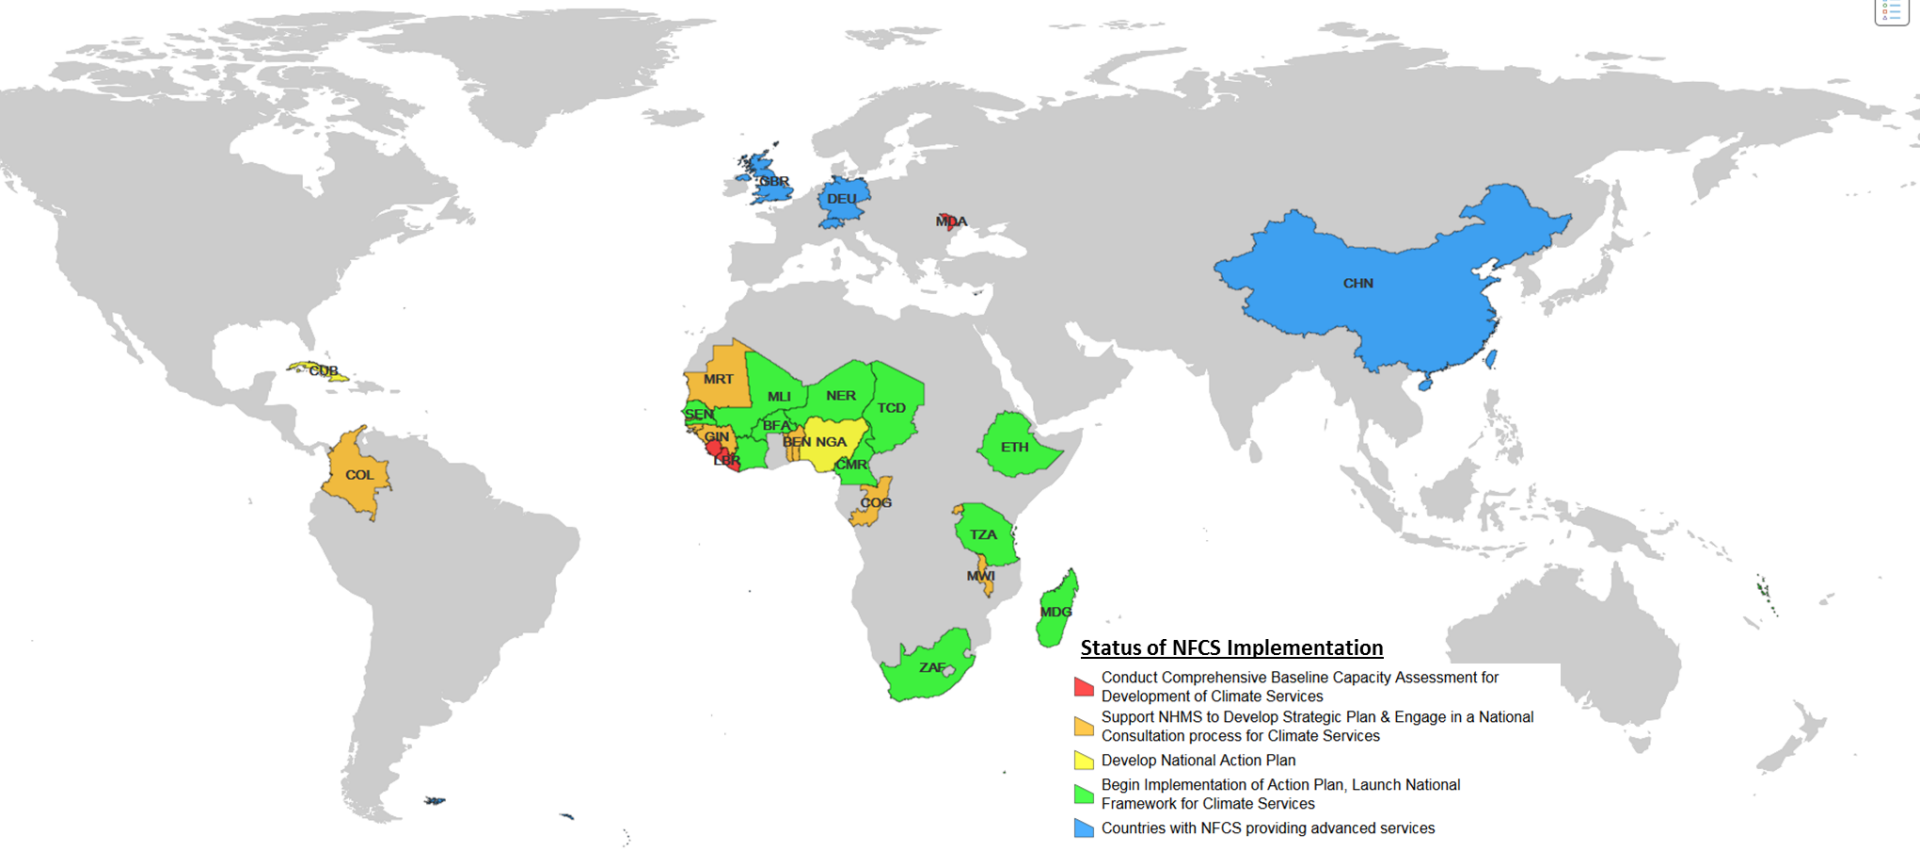 GBR
DEU
MDA
CHN
CUB
MRT
MLI
NER
TCD
SEN
BFA
GIN
BEN
NGA
LBR
CMR
ETH
COL
COG
TZA
MWI
MDG
ZAF
Status of NFCS Implementation
Conduct Comprehensive Baseline Capacity Assessment for
Development of Climate Services
Support NHMS to Develop Strategic Plan & Engage in a National
Consultation process for Climate Services
Develop National Action Plan
Begin Implementation of Action Plan, Launch National
Framework for Climate Services
Countries with NFCS providing advanced services